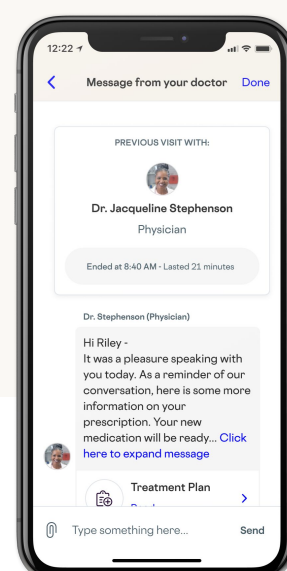 12:22
Message from your doctor Done
PREVIOUS VISIT WITH:
Dr. Jacqueline Stephenson
Physician
Ended at 8:40 AM - Lasted 21 minutes
Dr. Stephenson (Physician)
Hi Riley -
It was a pleasure speaking with
you today. As a reminder of our
conversation, here is some more
information on your
prescription. Your new
medication will be ready... Click
here to expand message
Treatment Plan
Type something here... Send